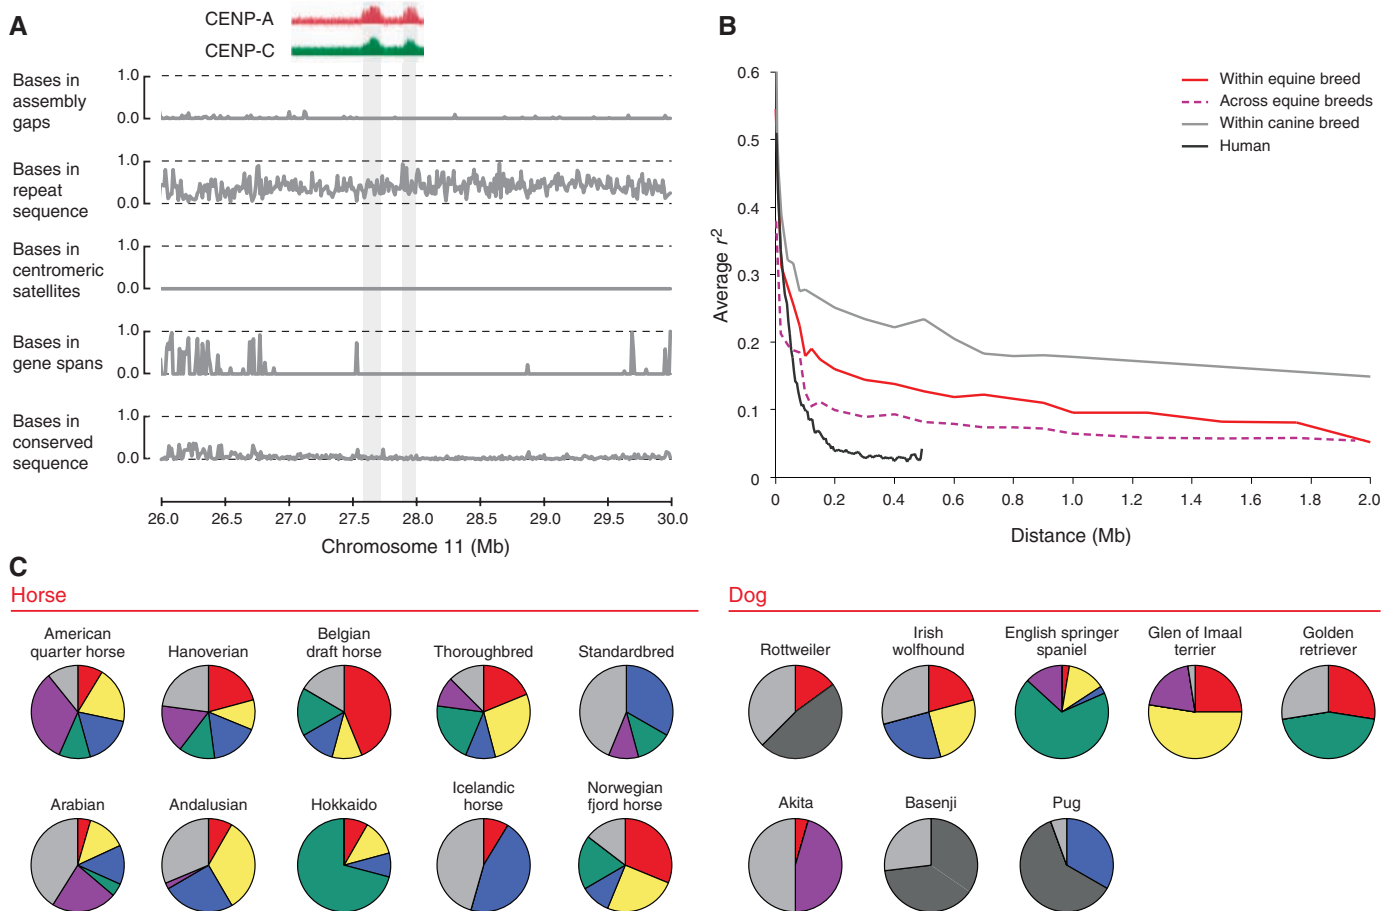 A
CENP-A
CENP-C
Bases in
assembly
gaps
1.0
0.0
Bases in
repeat
sequence
1.0
0.0
Bases in
centromeric
satellites
1.0
0.0
Bases in
gene spans
1.0
0.0
Bases in
conserved
sequence
1.0
0.0
26.0 26.5 27.0 27.5 28.0 28.5 29.0 29.5 30.0
Chromosome 11 (Mb)
B
Within equine breed
Across equine breeds
Within canine breed
Human
Average r²
0.6
0.5
0.4
0.3
0.2
0.1
0
0 0.2 0.4 0.6 0.8 1.0 1.2 1.4 1.6 1.8 2.0
Distance (Mb)
C
Horse
American
quarter horse
Hanoverian
Belgian
draft horse
Thoroughbred
Standardbred
Arabian
Andalusian
Hokkaido
Icelandic
horse
Norwegian
fjord horse
Dog
Rottweiler
Irish
wolfhound
English springer
spaniel
Glen of Imaal
terrier
Golden
retriever
Akita
Basenji
Pug